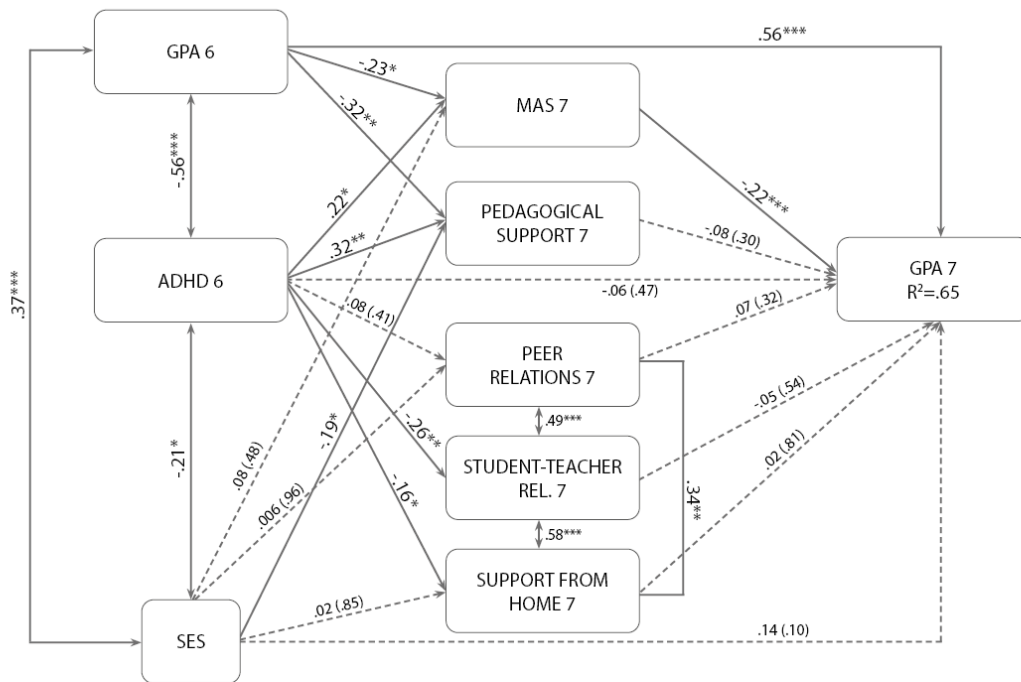 GPA 6
.56***
-.23*
-.32**
MAS 7
-.56***
.22*
-.22***
PEDAGOGICAL
SUPPORT 7
.32**
-.08 (.30)
ADHD 6
GPA 7
R²=.65
-.06 (.47)
.37***
.08 (.41)
.07 (.32)
PEER
RELATIONS 7
-.19*
-.26**
.49***
-.05 (.54)
-.21*
.08 (.48)
.006 (.96)
-.16*
STUDENT-TEACHER
REL. 7
.02 (.81)
.34**
.58***
SUPPORT FROM
HOME 7
.02 (.85)
SES
.14 (.10)